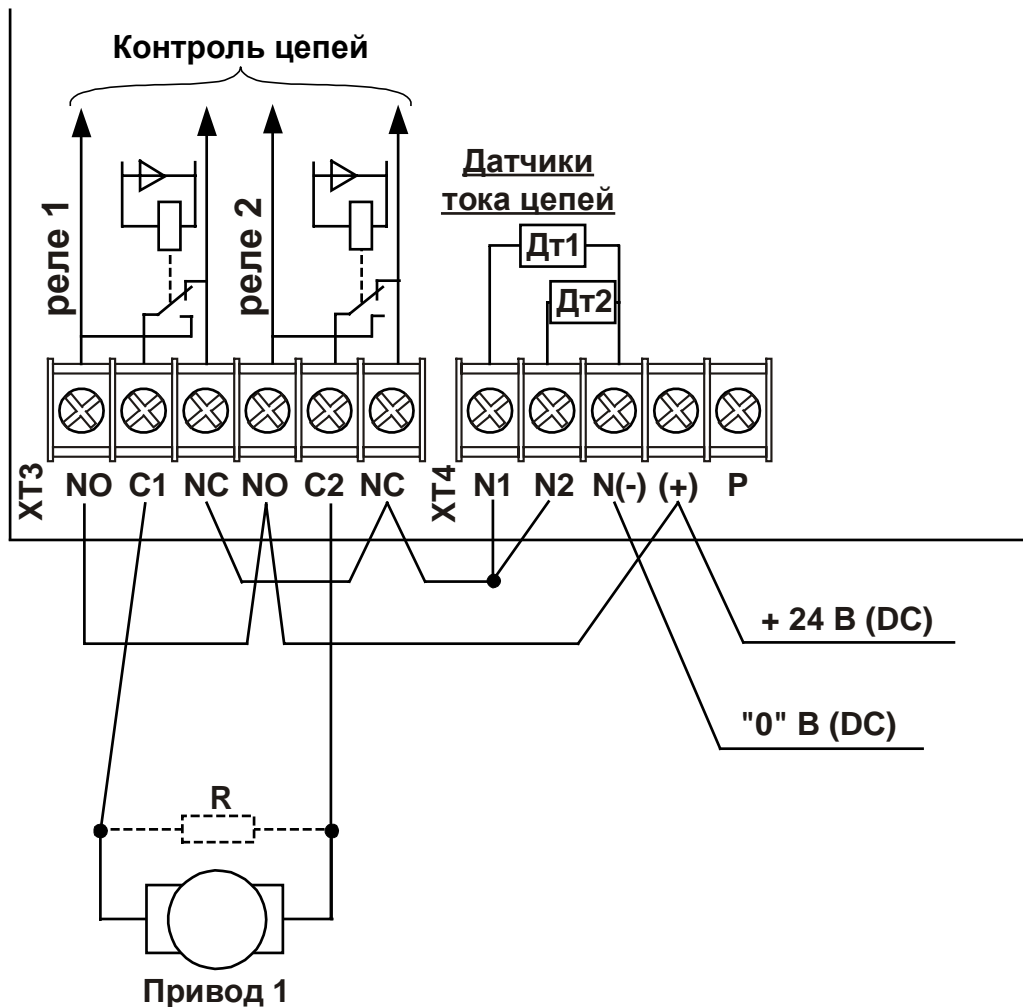 Контроль цепей
реле 1
реле 2
Датчики
тока цепей
Дт1
Дт2
XT3
NO C1 NC NO C2 NC
XT4
N1 N2 N(-) (+) P
+ 24 В (DC)
"0" В (DC)
R
Привод 1